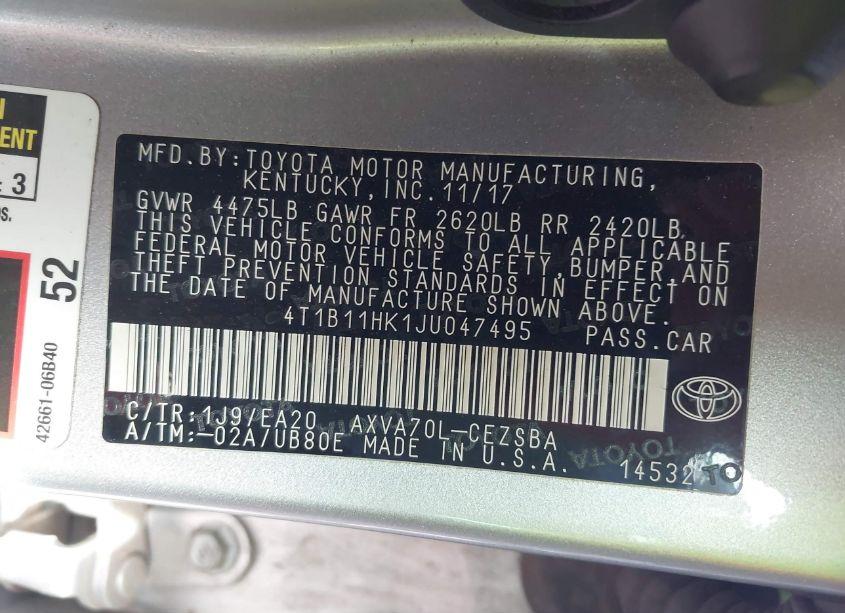 ENT
: 3
52
42661-06B40
MFD.BY:TOYOTA MOTOR MANUFACTURING,
KENTUCKY,INC.11/17
GVWR 4475LB GAWR FR 2620LB RR 2420LB
THIS VEHICLE CONFORMS TO ALL APPLICABLE
FEDERAL MOTOR VEHICLE SAFETY,BUMPER,AND
THEFT PREVENTION STANDARDS IN EFFECT ON
THE DATE OF MANUFACTURE SHOWN ABOVE.
4T1B11HK1JU047495 PASS.CAR
C/TR:1J9/EA20 AXVA70L-CEZSBA
A/TM:-02A/UB80E MADE IN U.S.A.
14532